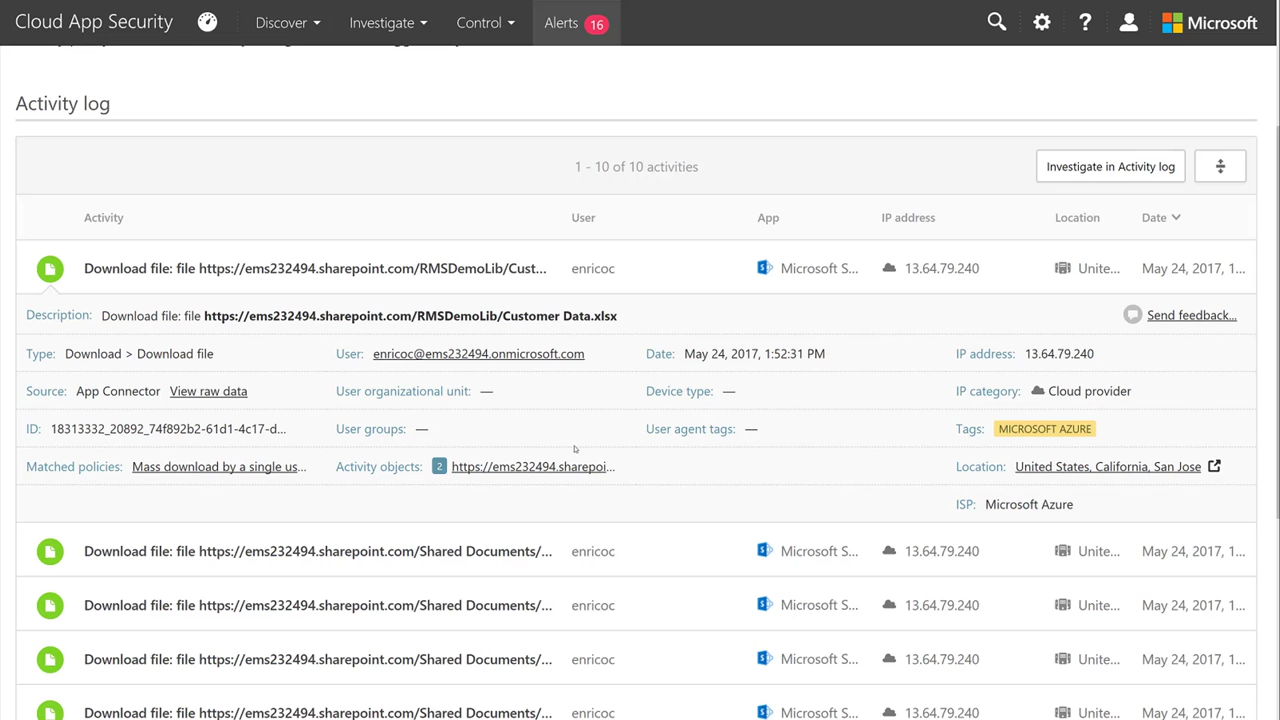 Cloud App Security Discover Investigate Control Alerts 16 ? Microsoft
Activity log
1 - 10 of 10 activities Investigate in Activity log
Activity User App IP address Location Date
Download file: file https://ems232494.sharepoint.com/RMSDemoLib/Cust... enricoc Microsoft S... 13.64.79.240 Unite... May 24, 2017, 1...
Description: Download file: file https://ems232494.sharepoint.com/RMSDemoLib/Customer Data.xlsx Send feedback...
Type: Download > Download file User: enricoc@ems232494.onmicrosoft.com Date: May 24, 2017, 1:52:31 PM IP address: 13.64.79.240
Source: App Connector View raw data User organizational unit: — Device type: — IP category: Cloud provider
ID: 18313332_20892_74f892b2-61d1-4c17-d... User groups: — User agent tags: — Tags: MICROSOFT AZURE
Matched policies: Mass download by a single us... Activity objects: 2 https://ems232494.sharepoi... Location: United States, California, San Jose
ISP: Microsoft Azure
Download file: file https://ems232494.sharepoint.com/Shared Documents/... enricoc Microsoft S... 13.64.79.240 Unite... May 24, 2017, 1...
Download file: file https://ems232494.sharepoint.com/Shared Documents/... enricoc Microsoft S... 13.64.79.240 Unite... May 24, 2017, 1...
Download file: file https://ems232494.sharepoint.com/Shared Documents/... enricoc Microsoft S... 13.64.79.240 Unite... May 24, 2017, 1...
Download file: file https://ems232494.sharepoint.com/Shared Documents/... enricoc Microsoft S... 13.64.79.240 Unite... May 24, 2017, 1...